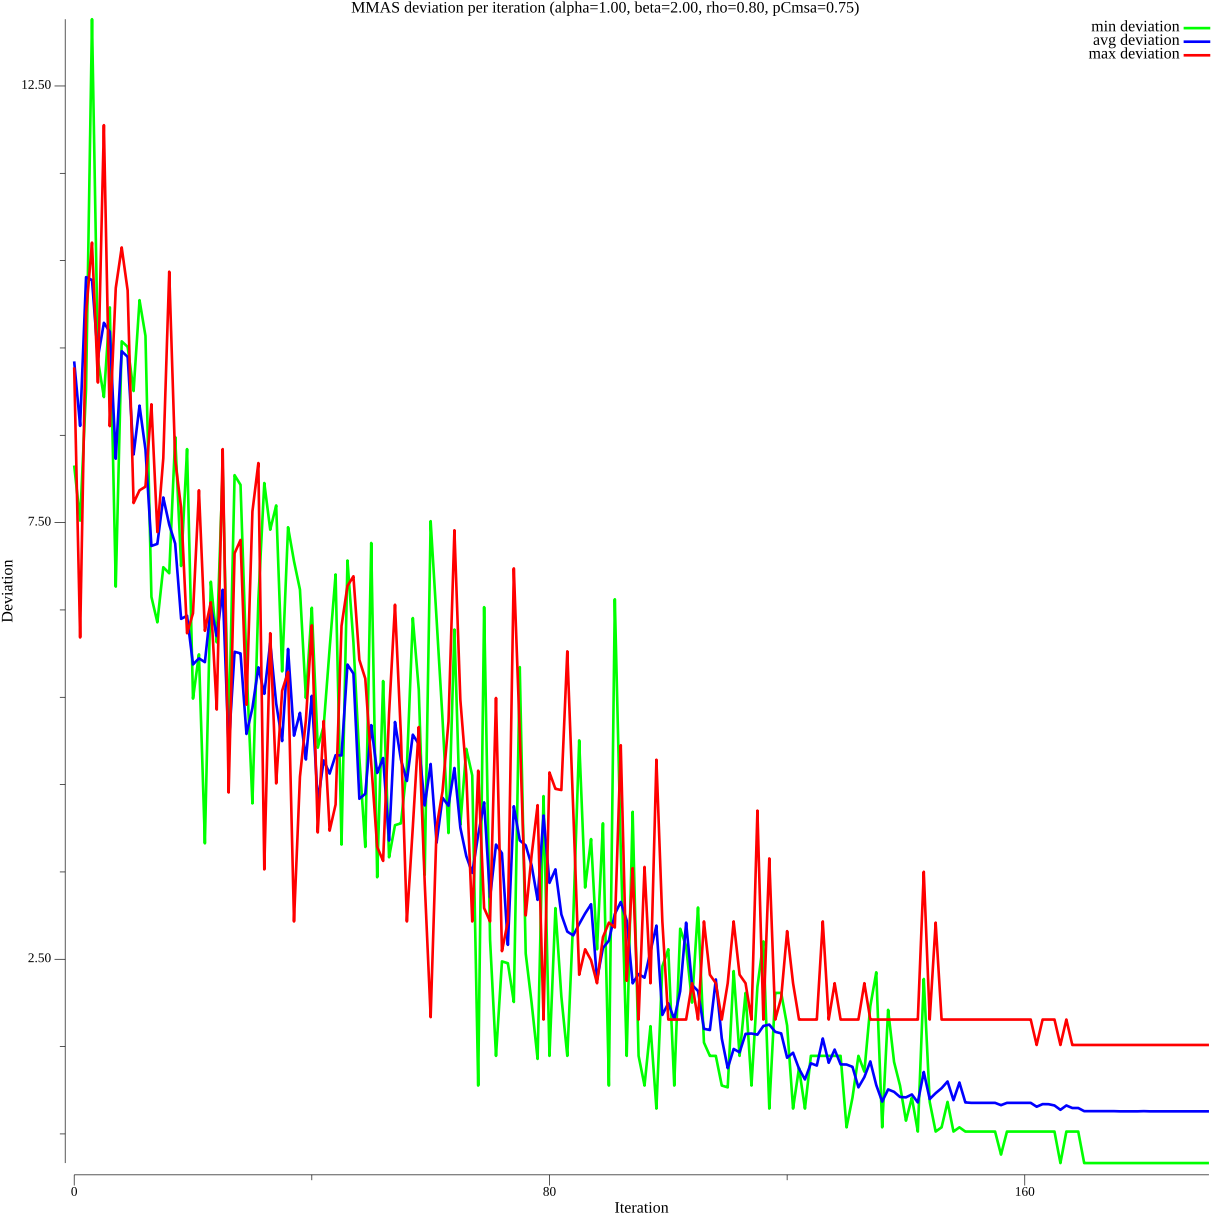 MMAS deviation per iteration (alpha=1.00, beta=2.00, rho=0.80, pCmsa=0.75)
min deviation
avg deviation
max deviation
12.50
7.50
2.50
Deviation
0
80
160
Iteration